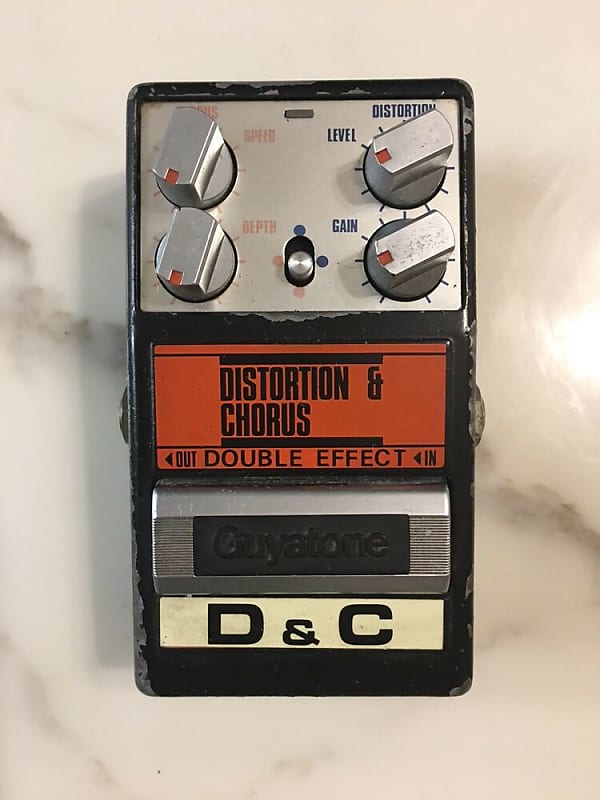 DISTORTION
SPEED LEVEL
DEPTH GAIN
DISTORTION &
CHORUS
OUT DOUBLE EFFECT IN
Guyatone
D & C